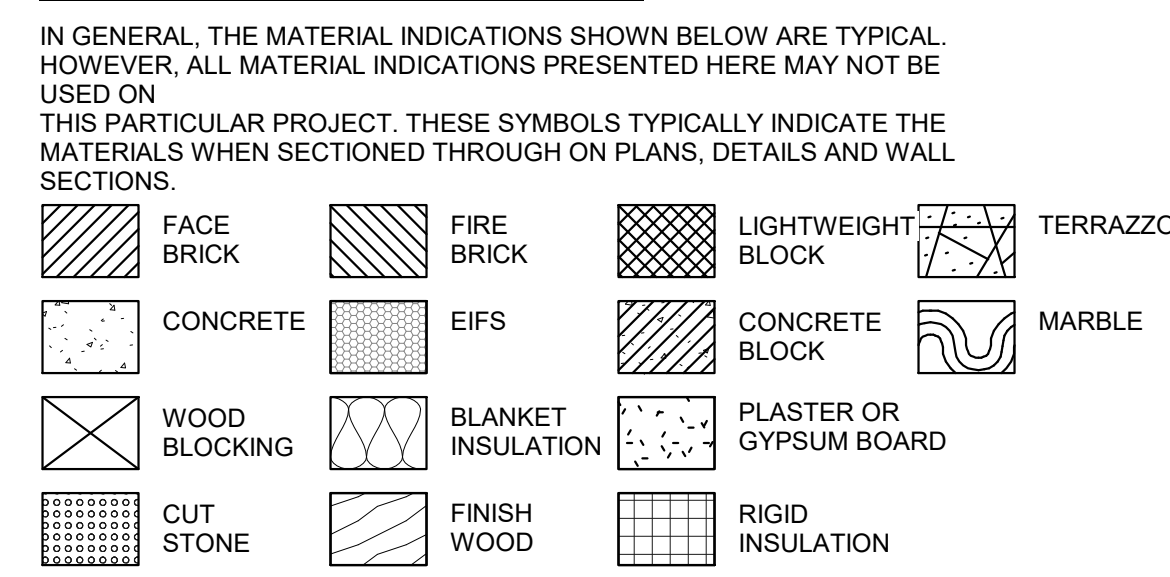 IN GENERAL, THE MATERIAL INDICATIONS SHOWN BELOW ARE TYPICAL.
HOWEVER, ALL MATERIAL INDICATIONS PRESENTED HERE MAY NOT BE
USED ON
THIS PARTICULAR PROJECT. THESE SYMBOLS TYPICALLY INDICATE THE
MATERIALS WHEN SECTIONED THROUGH ON PLANS, DETAILS AND WALL
SECTIONS.
FACE
BRICK
FIRE
BRICK
LIGHTWEIGHT
BLOCK
TERRAZZO
CONCRETE
EIFS
CONCRETE
BLOCK
MARBLE
WOOD
BLOCKING
BLANKET
INSULATION
PLASTER OR
GYPSUM BOARD
CUT
STONE
FINISH
WOOD
RIGID
INSULATION